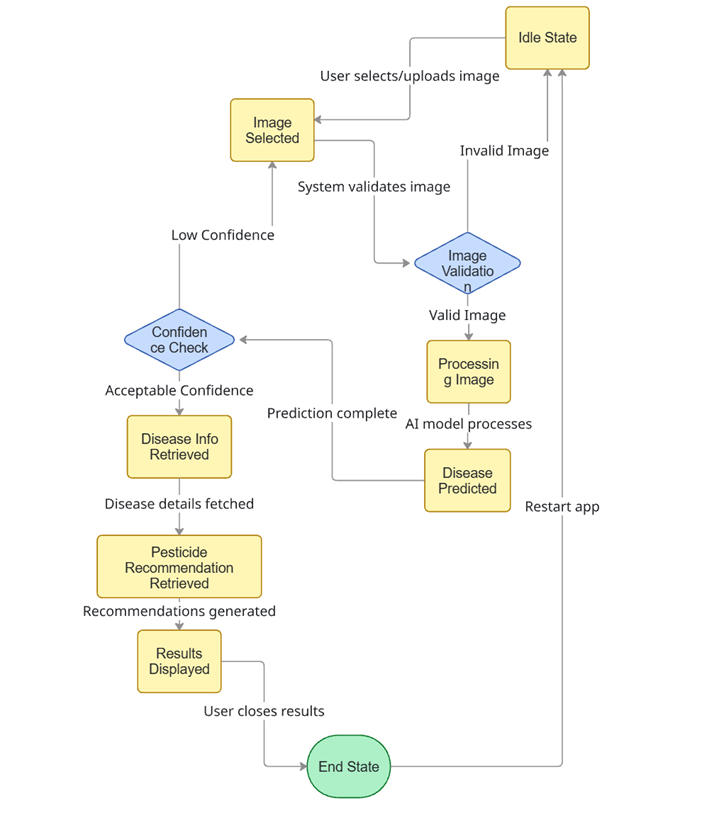 Idle State
User selects/uploads image
Image
Selected
Invalid Image
System validates image
Low Confidence
Image
Validatio
n
Valid Image
Confiden
ce Check
Processin
g Image
Acceptable Confidence
Prediction complete
AI model processes
Disease Info
Retrieved
Disease
Predicted
Disease details fetched
Restart app
Pesticide
Recommendation
Retrieved
Recommendations generated
Results
Displayed
User closes results
End State